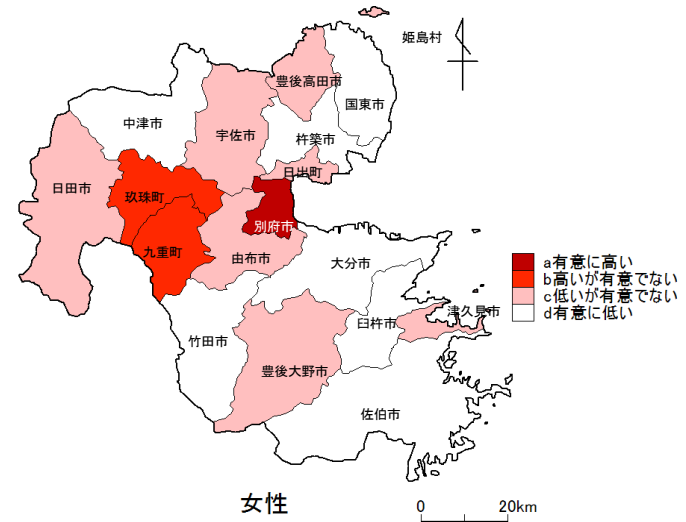 姫島村
豊後高田市
国東市
中津市
宇佐市
杵築市
日出町
日田市
玖珠町
別府市
九重町
由布市
大分市
a有意に高い
b高いが有意でない
c低いが有意でない
d有意に低い
津久見市
臼杵市
竹田市
豊後大野市
佐伯市
女性
0 20km